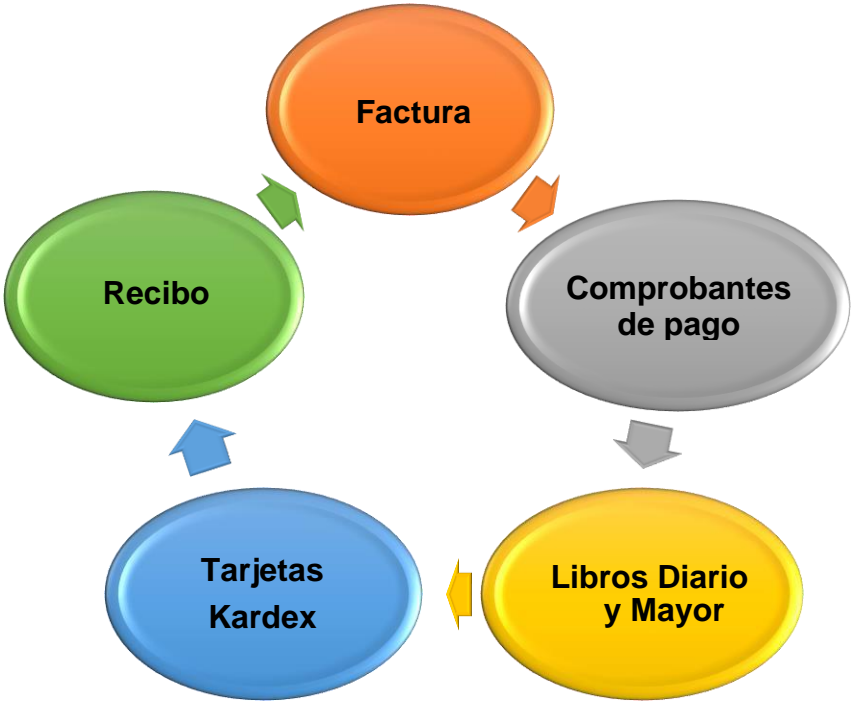 Factura
Comprobantes
de pago
Libros Diario
y Mayor
Tarjetas
Kardex
Recibo